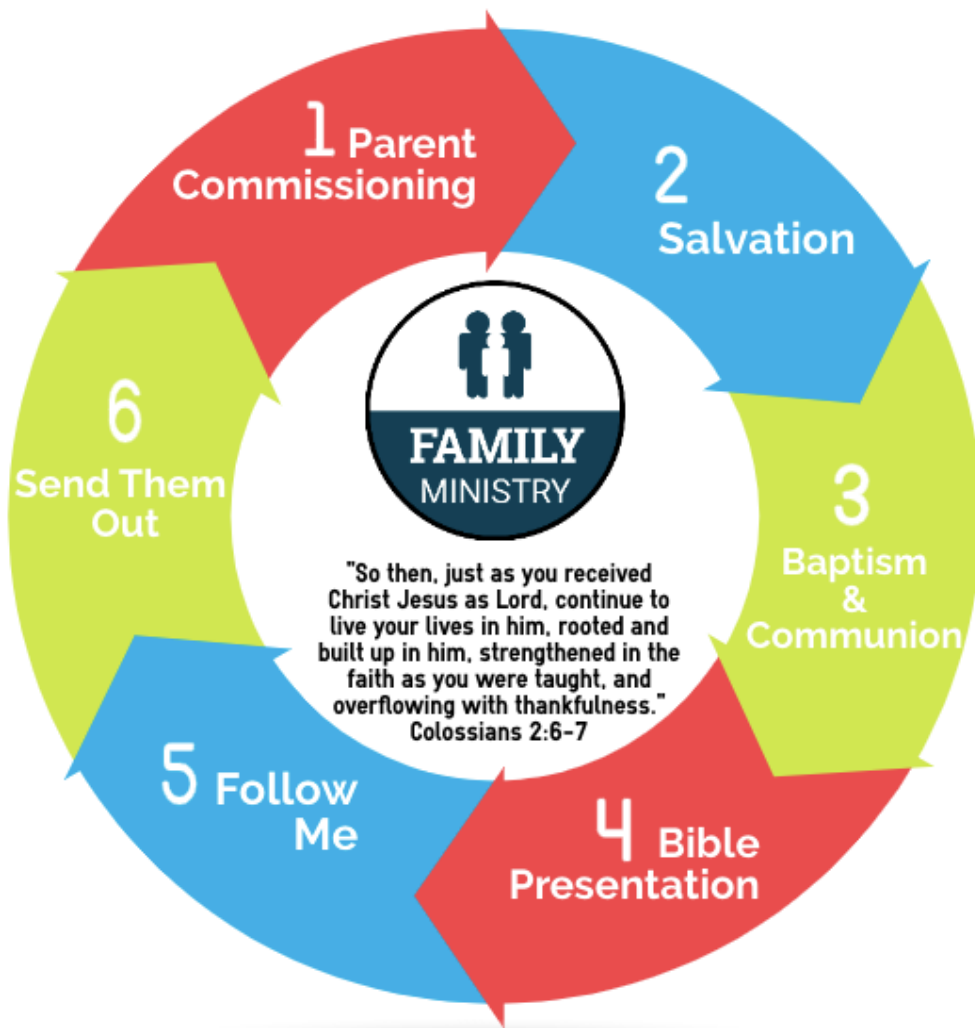 1 Parent
Commissioning
2
Salvation
3
Baptism
&
Communion
4 Bible
Presentation
5 Follow
Me
6
Send Them
Out
FAMILY
MINISTRY
"So then, just as you received
Christ Jesus as Lord, continue to
live your lives in him, rooted and
built up in him, strengthened in the
faith as you were taught, and
overflowing with thankfulness."
Colossians 2:6-7